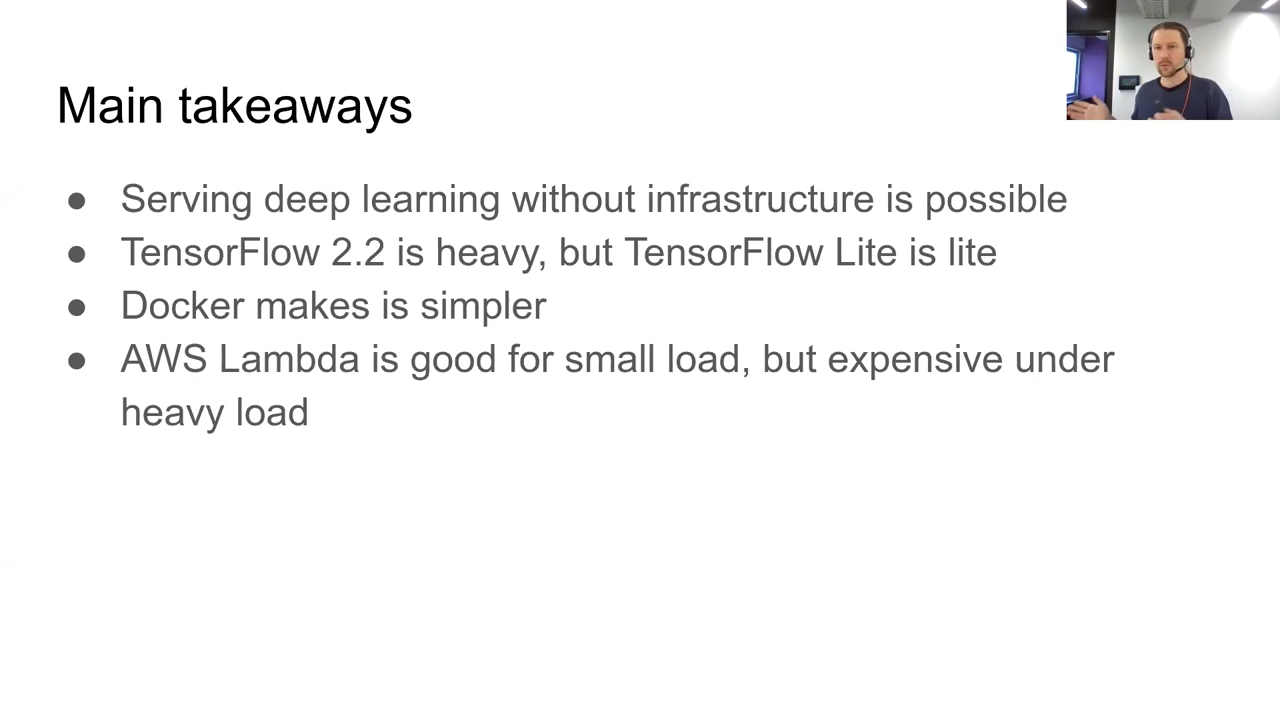 Main takeaways
● Serving deep learning without infrastructure is possible
● TensorFlow 2.2 is heavy, but TensorFlow Lite is lite
● Docker makes is simpler
● AWS Lambda is good for small load, but expensive under
heavy load